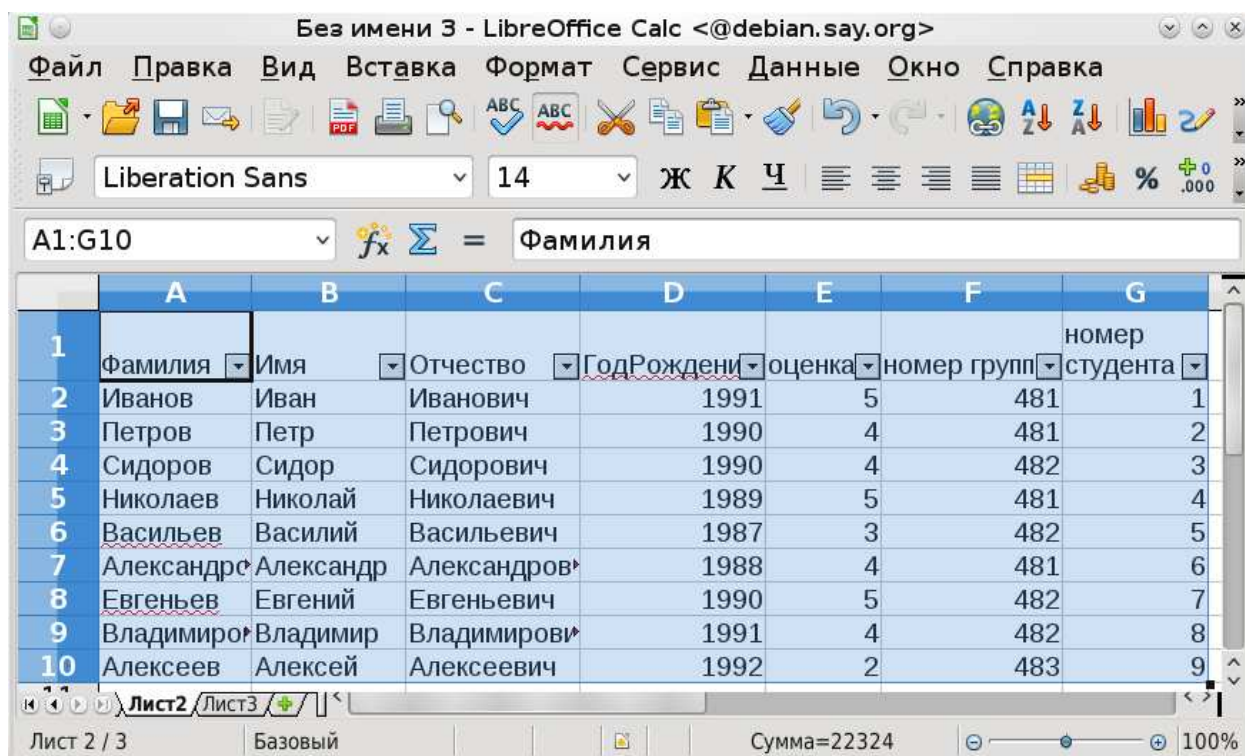 Без имени 3 - LibreOffice Calc <@debian.say.org>
Файл Правка Вид Вставка Формат Сервис Данные Окно Справка
PDF ABC ABC A Z Z A »
Liberation Sans 14 Ж К Ч % 0 .000 »
A1:G10 fx Σ = Фамилия
A B C D E F G
1 Фамилия Имя Отчество ГодРождени оценка номер групп номер
студента
2 Иванов Иван Иванович 1991 5 481 1
3 Петров Петр Петрович 1990 4 481 2
4 Сидоров Сидор Сидорович 1990 4 482 3
5 Николаев Николай Николаевич 1989 5 481 4
6 Васильев Василий Васильевич 1987 3 482 5
7 Александро Александр Александров 1988 4 481 6
8 Евгеньев Евгений Евгеньевич 1990 5 482 7
9 Владимиро Владимир Владимирови 1991 4 482 8
10 Алексеев Алексей Алексеевич 1992 2 483 9
Лист2 Лист3
Лист 2 / 3 Базовый Сумма=22324 100%